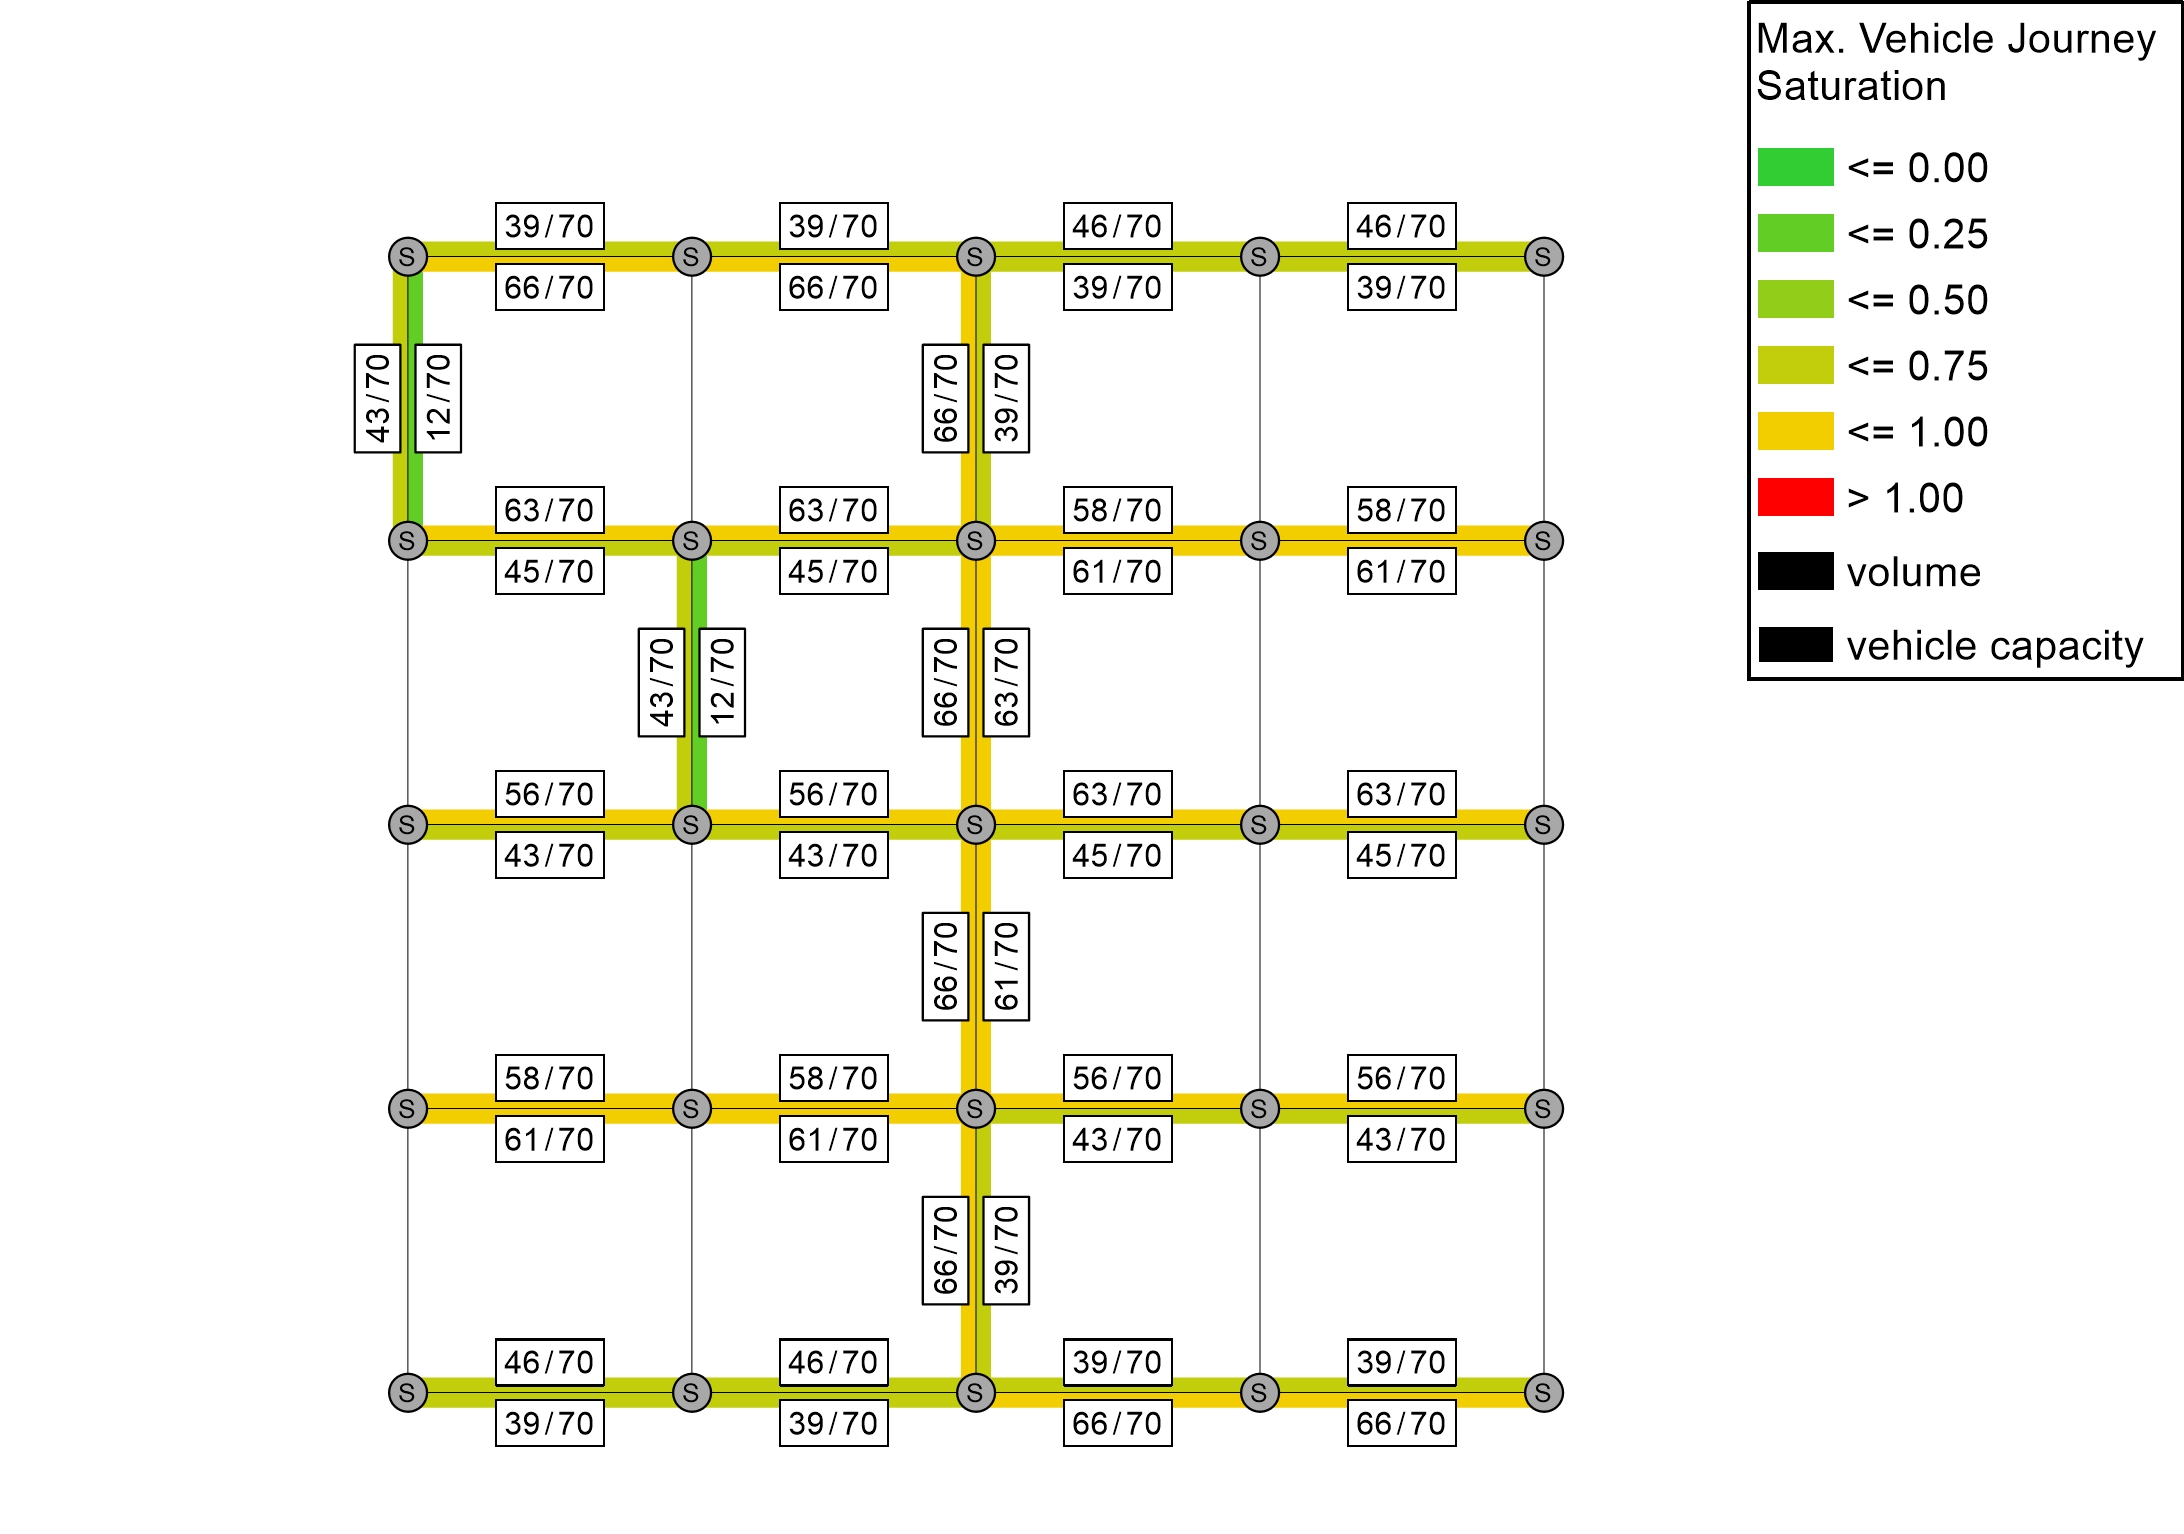 Max. Vehicle Journey
Saturation
<= 0.00
<= 0.25
<= 0.50
<= 0.75
<= 1.00
> 1.00
volume
vehicle capacity
39/70 39/70 46/70 46/70
S S S S S
66/70 66/70 39/70 39/70
43/70 12/70 66/70 39/70
63/70 63/70 58/70 58/70
S S S S S
45/70 45/70 61/70 61/70
43/70 12/70 66/70 63/70
56/70 56/70 63/70 63/70
S S S S S
43/70 43/70 45/70 45/70
66/70 61/70
58/70 58/70 56/70 56/70
S S S S S
61/70 61/70 43/70 43/70
66/70 39/70
46/70 46/70 39/70 39/70
S S S S S
39/70 39/70 66/70 66/70